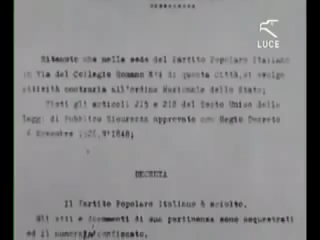 LUCE
Ritenuto che nella sede del Partito Popolare Italiano
in Via del Collegio Romano N°4 di questa Città, si svolge
attività contraria all'ordine Nazionale dello Stato;
Visti gli articoli 215 e 218 del Testo Unico delle
Leggi di Pubblica Sicurezza approvato con Regio Decreto
6 Novembre 1926, N°1848;
DECRETA
Il Partito Popolare Italiano è sciolto.
Gli atti e documenti di sua pertinenza sono sequestrati
ed il numerario confiscato.